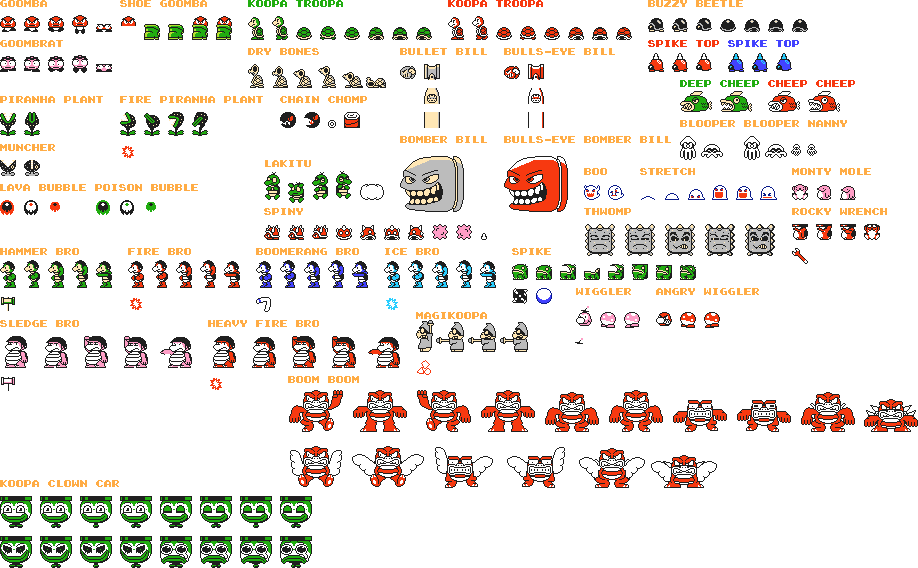 GOOMBA
SHOE GOOMBA
KOOPA TROOPA
KOOPA TROOPA
BUZZY BEETLE
GOOMBRAT
DRY BONES
BULLET BILL
BULLS-EYE BILL
SPIKE TOP SPIKE TOP
DEEP CHEEP CHEEP CHEEP
PIRANHA PLANT
FIRE PIRANHA PLANT
CHAIN CHOMP
BLOOPER BLOOPER NANNY
MUNCHER
BOMBER BILL
BULLS-EYE BOMBER BILL
LAKITU
BOO
STRETCH
MONTY MOLE
LAVA BUBBLE POISON BUBBLE
SPINY
THWOMP
ROCKY WRENCH
HAMMER BRO
FIRE BRO
BOOMERANG BRO
ICE BRO
SPIKE
WIGGLER
ANGRY WIGGLER
SLEDGE BRO
HEAVY FIRE BRO
MAGIKOOPA
BOOM BOOM
KOOPA CLOWN CAR